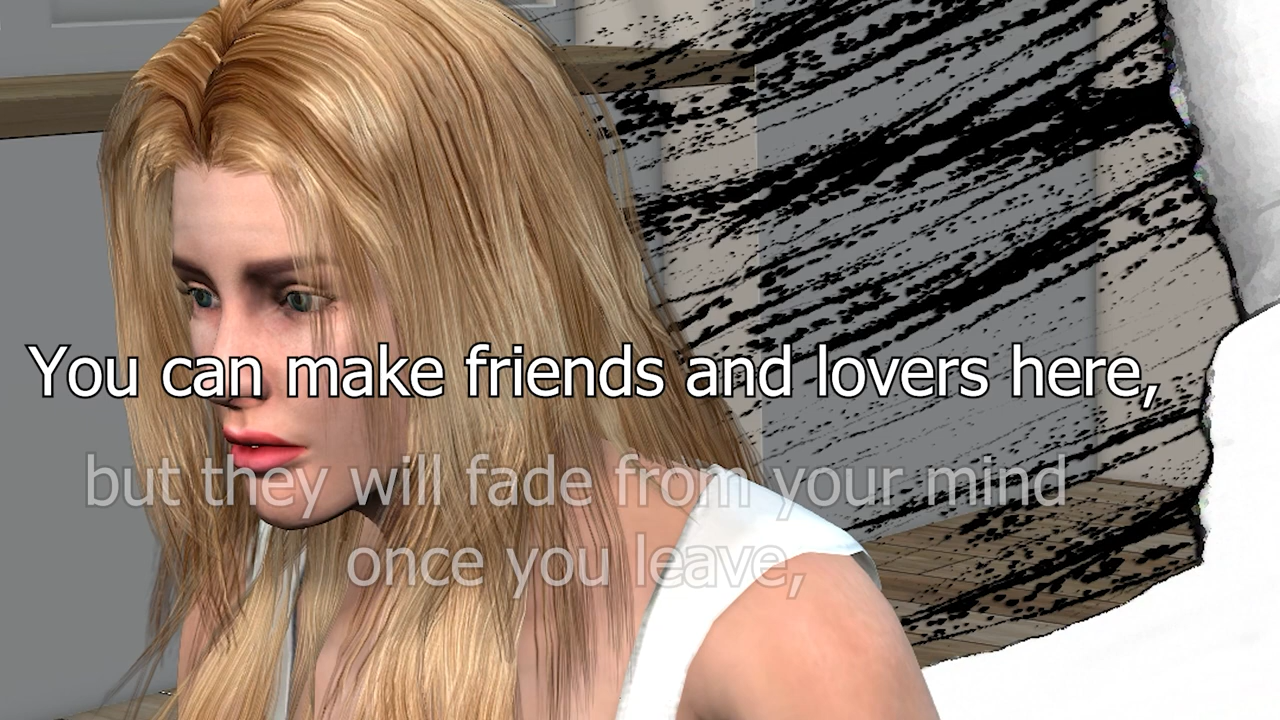 You can make friends and lovers here,
but they will fade from your mind
once you leave,